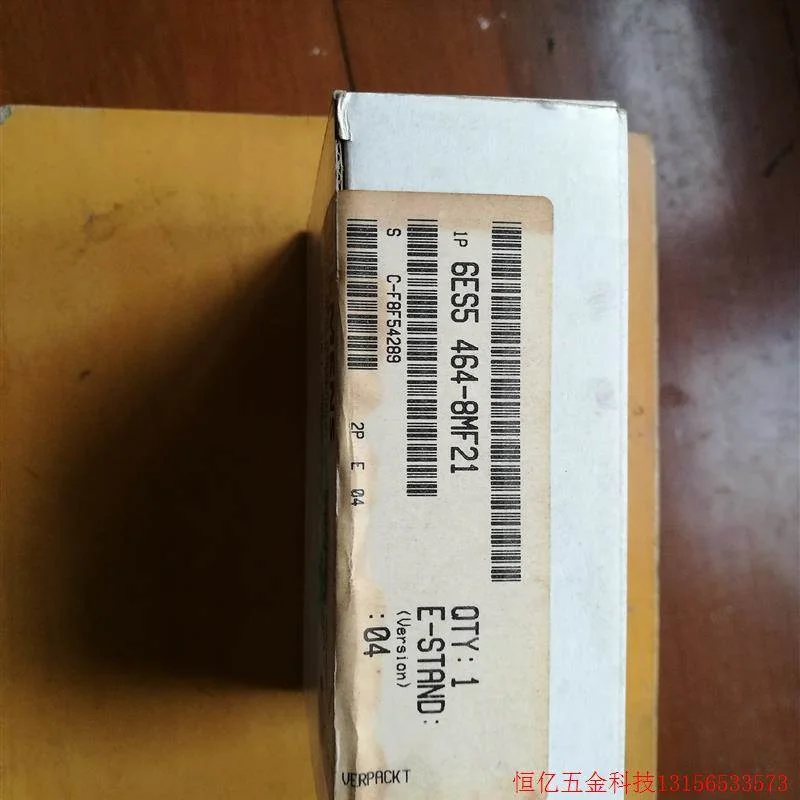 1P 6ES5 464-8MF21
S C-F8F54289
2P E 04
QTY: 1
E-STAND:
(Version)
:04
VERPACKT
恒亿五金科技13156533573